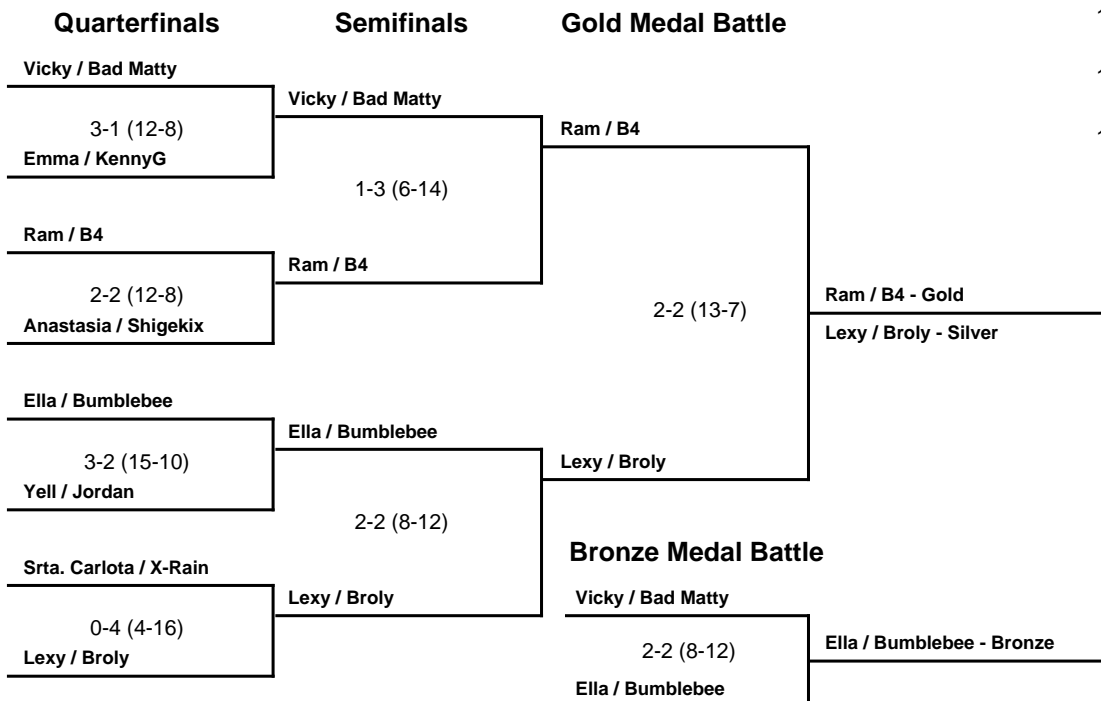 Quarterfinals
Semifinals
Gold Medal Battle
Vicky / Bad Matty
3-1 (12-8)
Emma / KennyG
Ram / B4
2-2 (12-8)
Anastasia / Shigekix
Ella / Bumblebee
3-2 (15-10)
Yell / Jordan
Srta. Carlota / X-Rain
0-4 (4-16)
Lexy / Broly
Vicky / Bad Matty
1-3 (6-14)
Ram / B4
Ella / Bumblebee
2-2 (8-12)
Lexy / Broly
Ram / B4
2-2 (13-7)
Lexy / Broly
Ram / B4 - Gold
Lexy / Broly - Silver
Bronze Medal Battle
Vicky / Bad Matty
2-2 (8-12)
Ella / Bumblebee
Ella / Bumblebee - Bronze